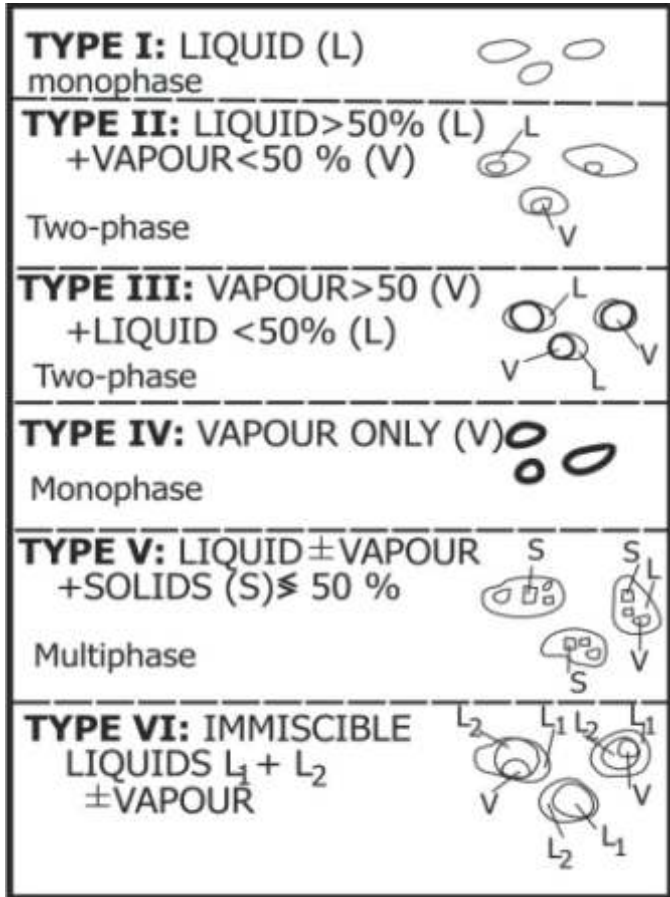 TYPE I: LIQUID (L)
monophase
TYPE II: LIQUID>50% (L)
+VAPOUR<50 % (V)
Two-phase
L
V
TYPE III: VAPOUR>50 (V)
+LIQUID <50% (L)
Two-phase
L
V
V
L
TYPE IV: VAPOUR ONLY (V)
Monophase
TYPE V: LIQUID±VAPOUR
+SOLIDS (S)≶ 50 %
Multiphase
S
S
L
V
S
TYPE VI: IMMISCIBLE
LIQUIDS L1 + L2
±VAPOUR
L2
L1
L2
L1
V
V
L2
L1